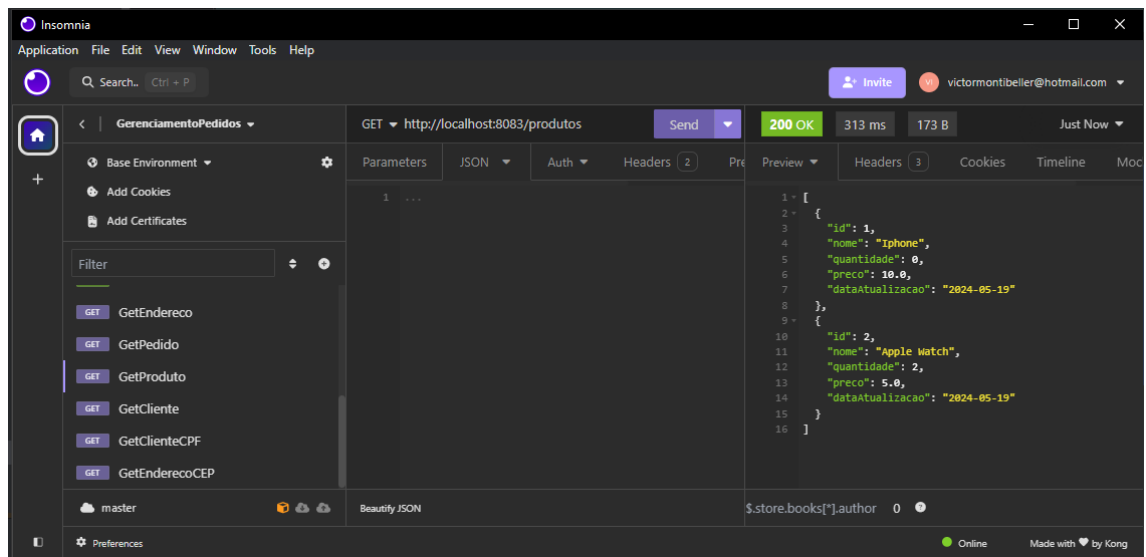 Insomnia
Application File Edit View Window Tools Help
Search.. Ctrl + P
Invite
VI
victormontibeller@hotmail.com
GerenciamentoPedidos
Base Environment
Add Cookies
Add Certificates
Filter
GET GetEndereco
GET GetPedido
GET GetProduto
GET GetCliente
GET GetClienteCPF
GET GetEnderecoCEP
master
GET http://localhost:8083/produtos Send
Parameters JSON Auth Headers 2 Pre
1 ...
Beautify JSON
200 OK 313 ms 173 B Just Now
Preview Headers 3 Cookies Timeline Moc
1 [
2 {
3 "id": 1,
4 "nome": "Iphone",
5 "quantidade": 0,
6 "preco": 10.0,
7 "dataAtualizacao": "2024-05-19"
8 },
9 {
10 "id": 2,
11 "nome": "Apple Watch",
12 "quantidade": 2,
13 "preco": 5.0,
14 "dataAtualizacao": "2024-05-19"
15 }
16 ]
$.store.books[*].author 0
Preferences
Online Made with ♥ by Kong